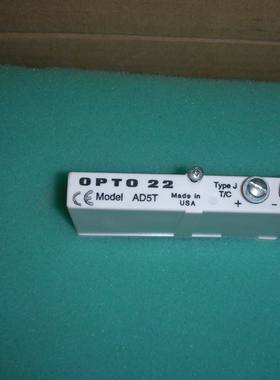 OPTO 22
CE Model AD5T
Made in
USA
Type J
T/C
+ -